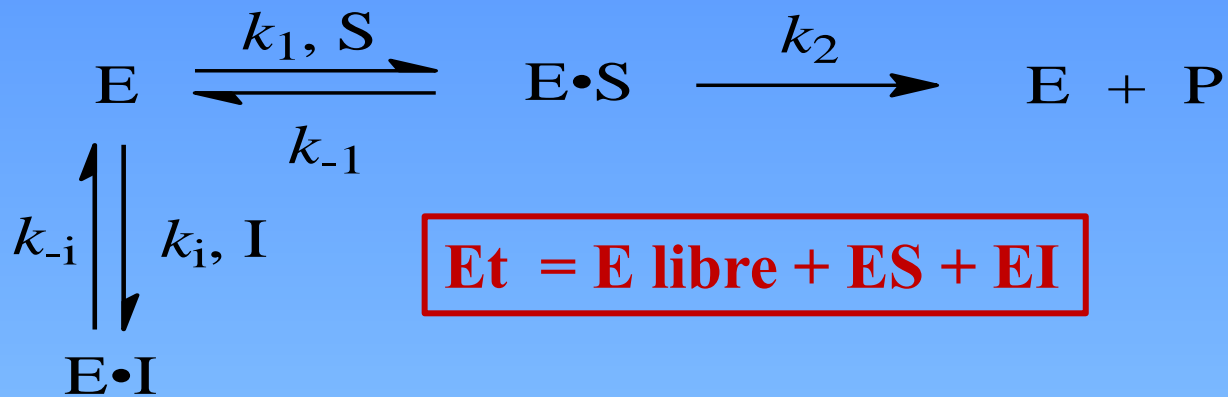 k1, S
k2
E
E•S
E + P
k-1
k-i
ki, I
Et = E libre + ES + EI
E•I